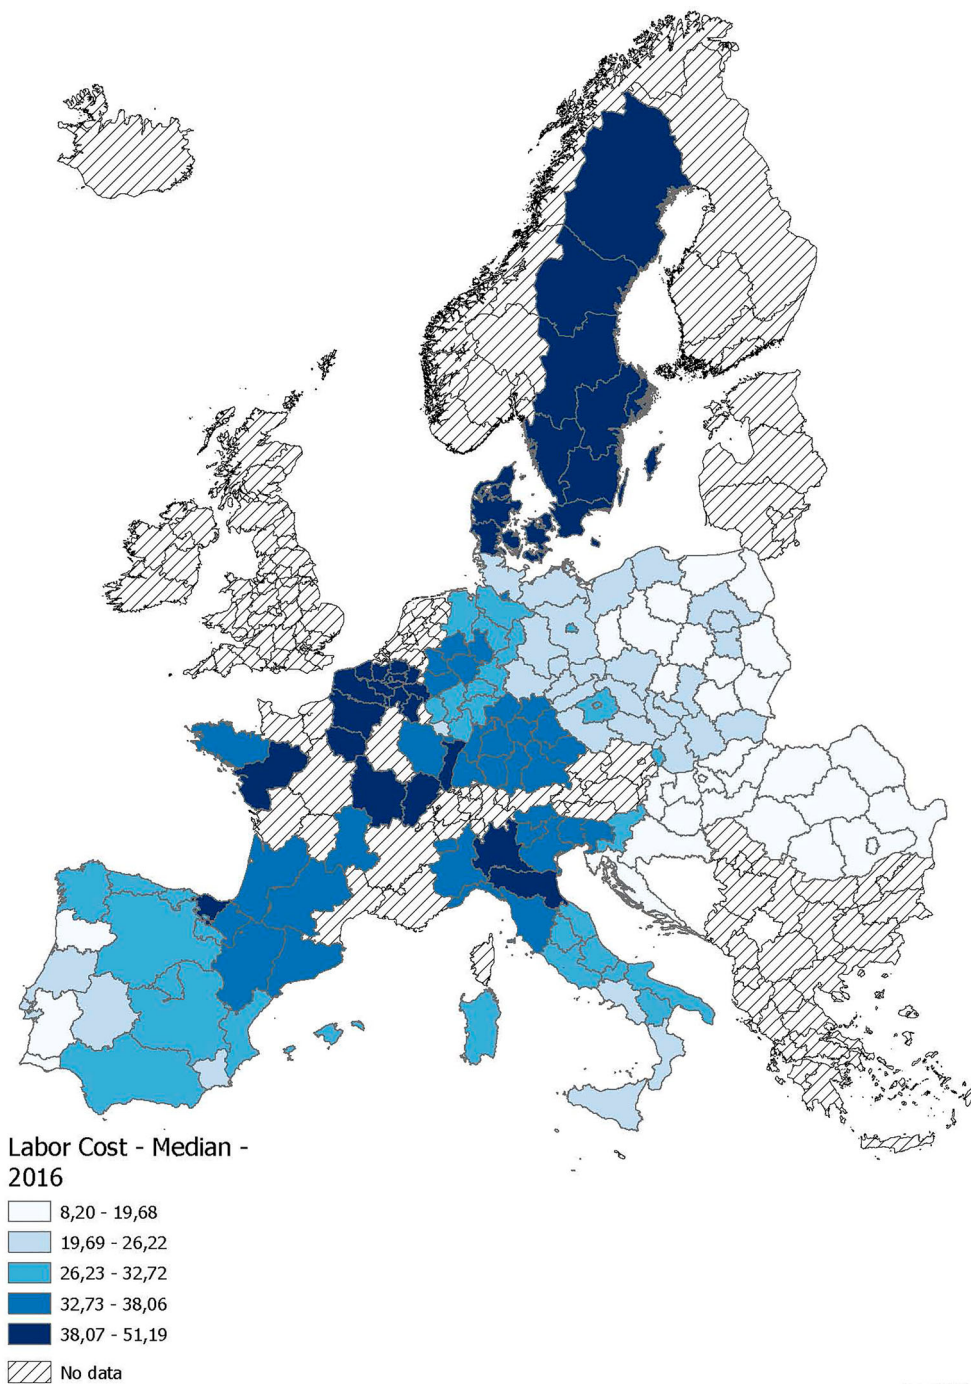 Labor Cost - Median -
2016
8,20 - 19,68
19,69 - 26,22
26,23 - 32,72
32,73 - 38,06
38,07 - 51,19
No data